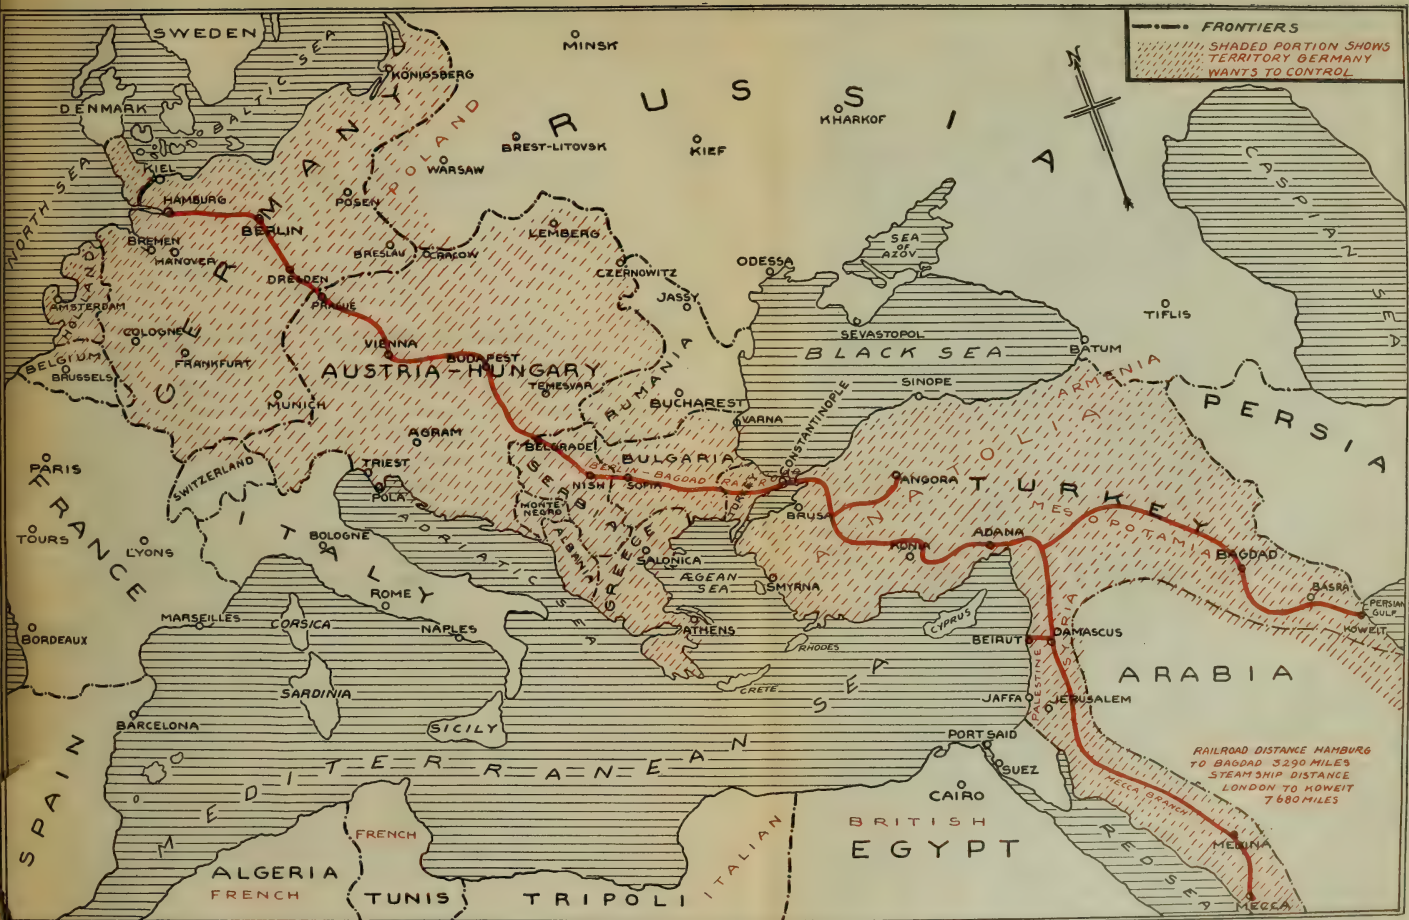 FRONTIERS
SHADED PORTION SHOWS
TERRITORY GERMANY
WANTS TO CONTROL
N
SWEDEN
BALTIC SEA
DENMARK
NORTH SEA
KIEL
HAMBURG
BREMEN
HANOVER
BERLIN
GERMANY
KÖNIGSBERG
POLAND
WARSAW
POSEN
BRESLAU
CRACOW
DRESDEN
PRAGUE
MINSK
RUSSIA
BREST-LITOVSK
KIEF
KHARKOF
LEMBERG
CZERNOWITZ
JASSY
ODESSA
SEA
OF
AZOV
SEVASTOPOL
BLACK SEA
CASPIAN SEA
TIFLIS
BATUM
SINOPE
HOLLAND
AMSTERDAM
BELGIUM
BRUSSELS
COLOGNE
FRANKFURT
MUNICH
VIENNA
BUDAPEST
AUSTRIA-HUNGARY
TEMESVAR
AGRAM
TRIEST
POLA
RUMANIA
BUCHAREST
VARNA
BELGRADE
BULGARIA
BERLIN-BAGDAD RAILROAD
NISH
SOFIA
SERBIA
MONTE-
NEGRO
ALBANIA
GREECE
SALONICA
ATHENS
ÆGEAN
SEA
TURKEY
CONSTANTINOPLE
BRUSA
ANGORA
SMYRNA
KONIA
ADANA
ANATOLIA
ARMENIA
TURKEY
MESOPOTAMIA
BAGDAD
BASRA
PERSIAN
GULF
KOWEIT
PERSIA
PARIS
FRANCE
TOURS
LYONS
BORDEAUX
MARSEILLES
SWITZERLAND
ITALY
BOLOGNE
ROME
NAPLES
ADRIATIC SEA
CORSICA
SARDINIA
SICILY
CRETE
RHODES
CYPRUS
BEIRUT
DAMASCUS
SYRIA
PALESTINE
JAFFA
JERUSALEM
ARABIA
SPAIN
BARCELONA
MEDITERRANEAN SEA
PORT SAID
SUEZ
CAIRO
BRITISH
EGYPT
RED SEA
MECCA BRANCH
MEDINA
MECCA
RAILROAD DISTANCE HAMBURG
TO BAGDAD 3290 MILES
STEAMSHIP DISTANCE
LONDON TO KOWEIT
7680 MILES
ALGERIA
FRENCH
FRENCH
TUNIS
TRIPOLI
ITALIAN